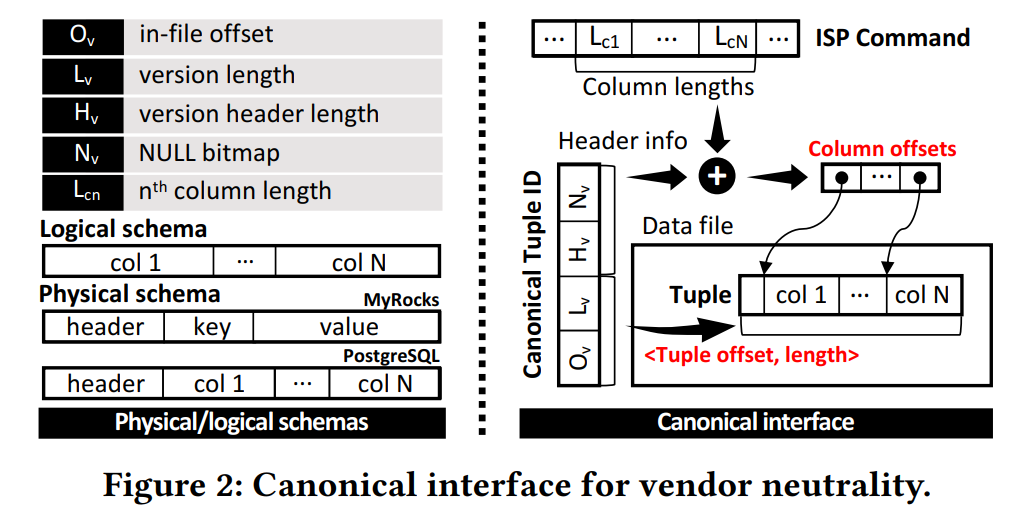 Ov in-file offset
Lv version length
Hv version header length
Nv NULL bitmap
Lcn nth column length
Logical schema
col 1 ... col N
Physical schema
MyRocks
header key value
PostgreSQL
header col 1 ... col N
Physical/logical schemas
... Lc1 ... LcN ... ISP Command
Column lengths
Header info
+
Column offsets
...
Canonical Tuple ID
Nv
Hv
Lv
Ov
Data file
Tuple col 1 ... col N
<Tuple offset, length>
Canonical interface
Figure 2: Canonical interface for vendor neutrality.